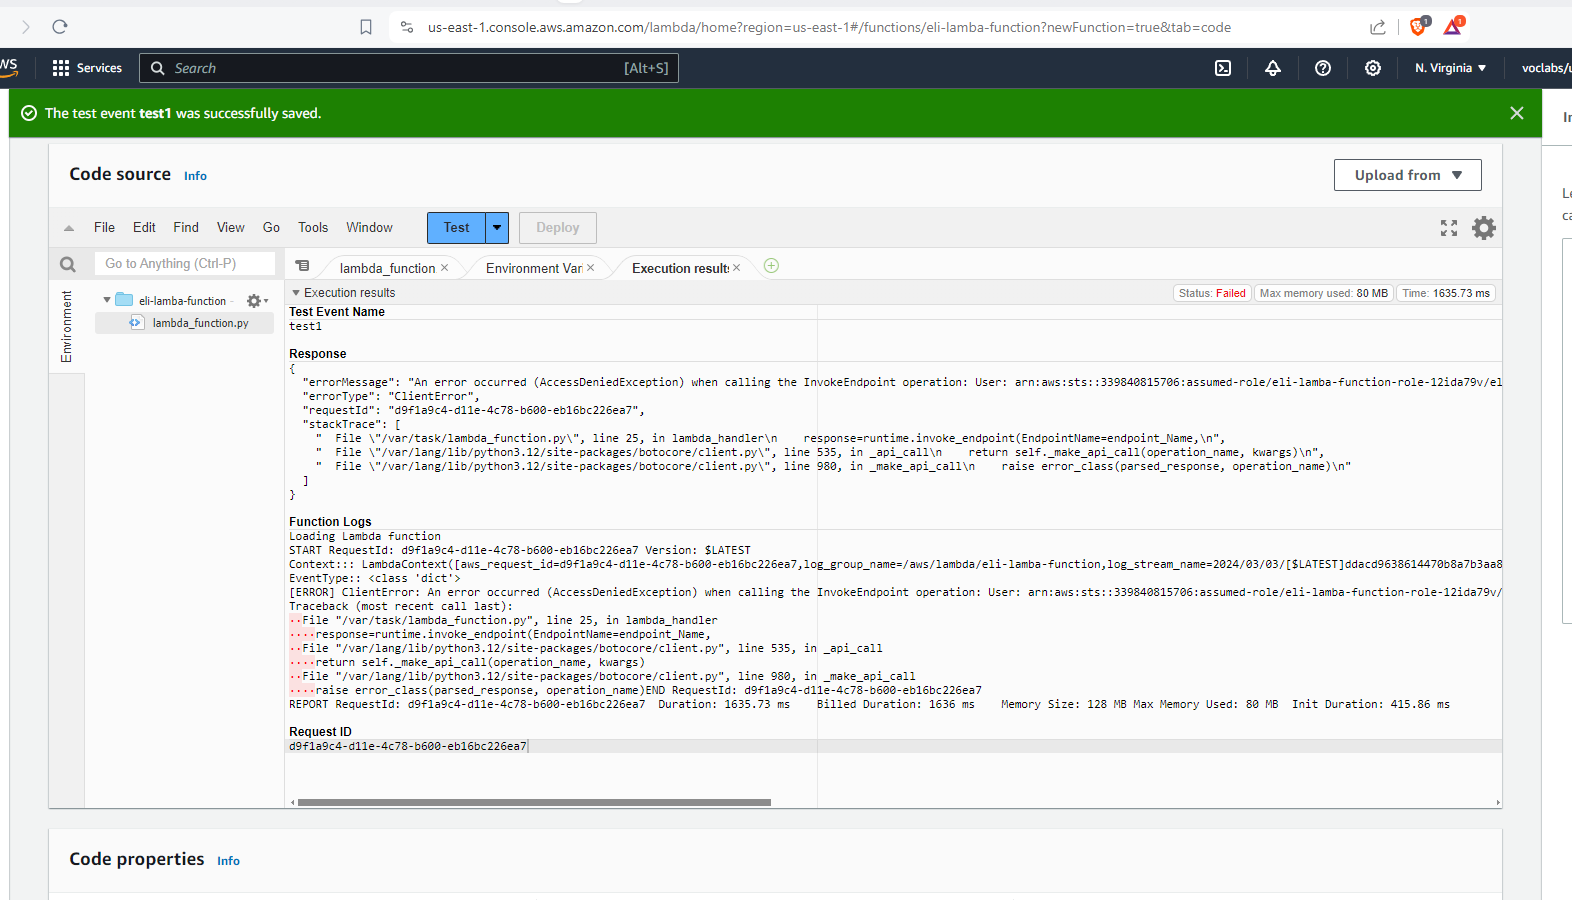 us-east-1.console.aws.amazon.com/lambda/home?region=us-east-1#/functions/eli-lamba-function?newFunction=true&tab=code
1
1
Services
Search
[Alt+S]
N. Virginia
voclabs/
The test event test1 was successfully saved.
Code source Info
Upload from
File Edit Find View Go Tools Window
Test
Deploy
Go to Anything (Ctrl-P)
lambda_function
Environment Vari
Execution results
Environment
eli-lamba-function -
lambda_function.py
Execution results
Status: Failed
Max memory used: 80 MB
Time: 1635.73 ms
Test Event Name
test1
Response
{
"errorMessage": "An error occurred (AccessDeniedException) when calling the InvokeEndpoint operation: User: arn:aws:sts::339840815706:assumed-role/eli-lamba-function-role-12ida79v/el
"errorType": "ClientError",
"requestId": "d9f1a9c4-d11e-4c78-b600-eb16bc226ea7",
"stackTrace": [
"  File \"/var/task/lambda_function.py\", line 25, in lambda_handler\n    response=runtime.invoke_endpoint(EndpointName=endpoint_Name,\n",
"  File \"/var/lang/lib/python3.12/site-packages/botocore/client.py\", line 535, in _api_call\n    return self._make_api_call(operation_name, kwargs)\n",
"  File \"/var/lang/lib/python3.12/site-packages/botocore/client.py\", line 980, in _make_api_call\n    raise error_class(parsed_response, operation_name)\n"
]
}
Function Logs
Loading Lambda function
START RequestId: d9f1a9c4-d11e-4c78-b600-eb16bc226ea7 Version: $LATEST
Context::: LambdaContext([aws_request_id=d9f1a9c4-d11e-4c78-b600-eb16bc226ea7,log_group_name=/aws/lambda/eli-lamba-function,log_stream_name=2024/03/03/[$LATEST]ddacd9638614470b8a7b3aa8
EventType:: <class 'dict'>
[ERROR] ClientError: An error occurred (AccessDeniedException) when calling the InvokeEndpoint operation: User: arn:aws:sts::339840815706:assumed-role/eli-lamba-function-role-12ida79v/
Traceback (most recent call last):
··File "/var/task/lambda_function.py", line 25, in lambda_handler
····response=runtime.invoke_endpoint(EndpointName=endpoint_Name,
··File "/var/lang/lib/python3.12/site-packages/botocore/client.py", line 535, in _api_call
····return self._make_api_call(operation_name, kwargs)
··File "/var/lang/lib/python3.12/site-packages/botocore/client.py", line 980, in _make_api_call
····raise error_class(parsed_response, operation_name)END RequestId: d9f1a9c4-d11e-4c78-b600-eb16bc226ea7
REPORT RequestId: d9f1a9c4-d11e-4c78-b600-eb16bc226ea7  Duration: 1635.73 ms    Billed Duration: 1636 ms    Memory Size: 128 MB Max Memory Used: 80 MB  Init Duration: 415.86 ms
Request ID
d9f1a9c4-d11e-4c78-b600-eb16bc226ea7
Code properties Info